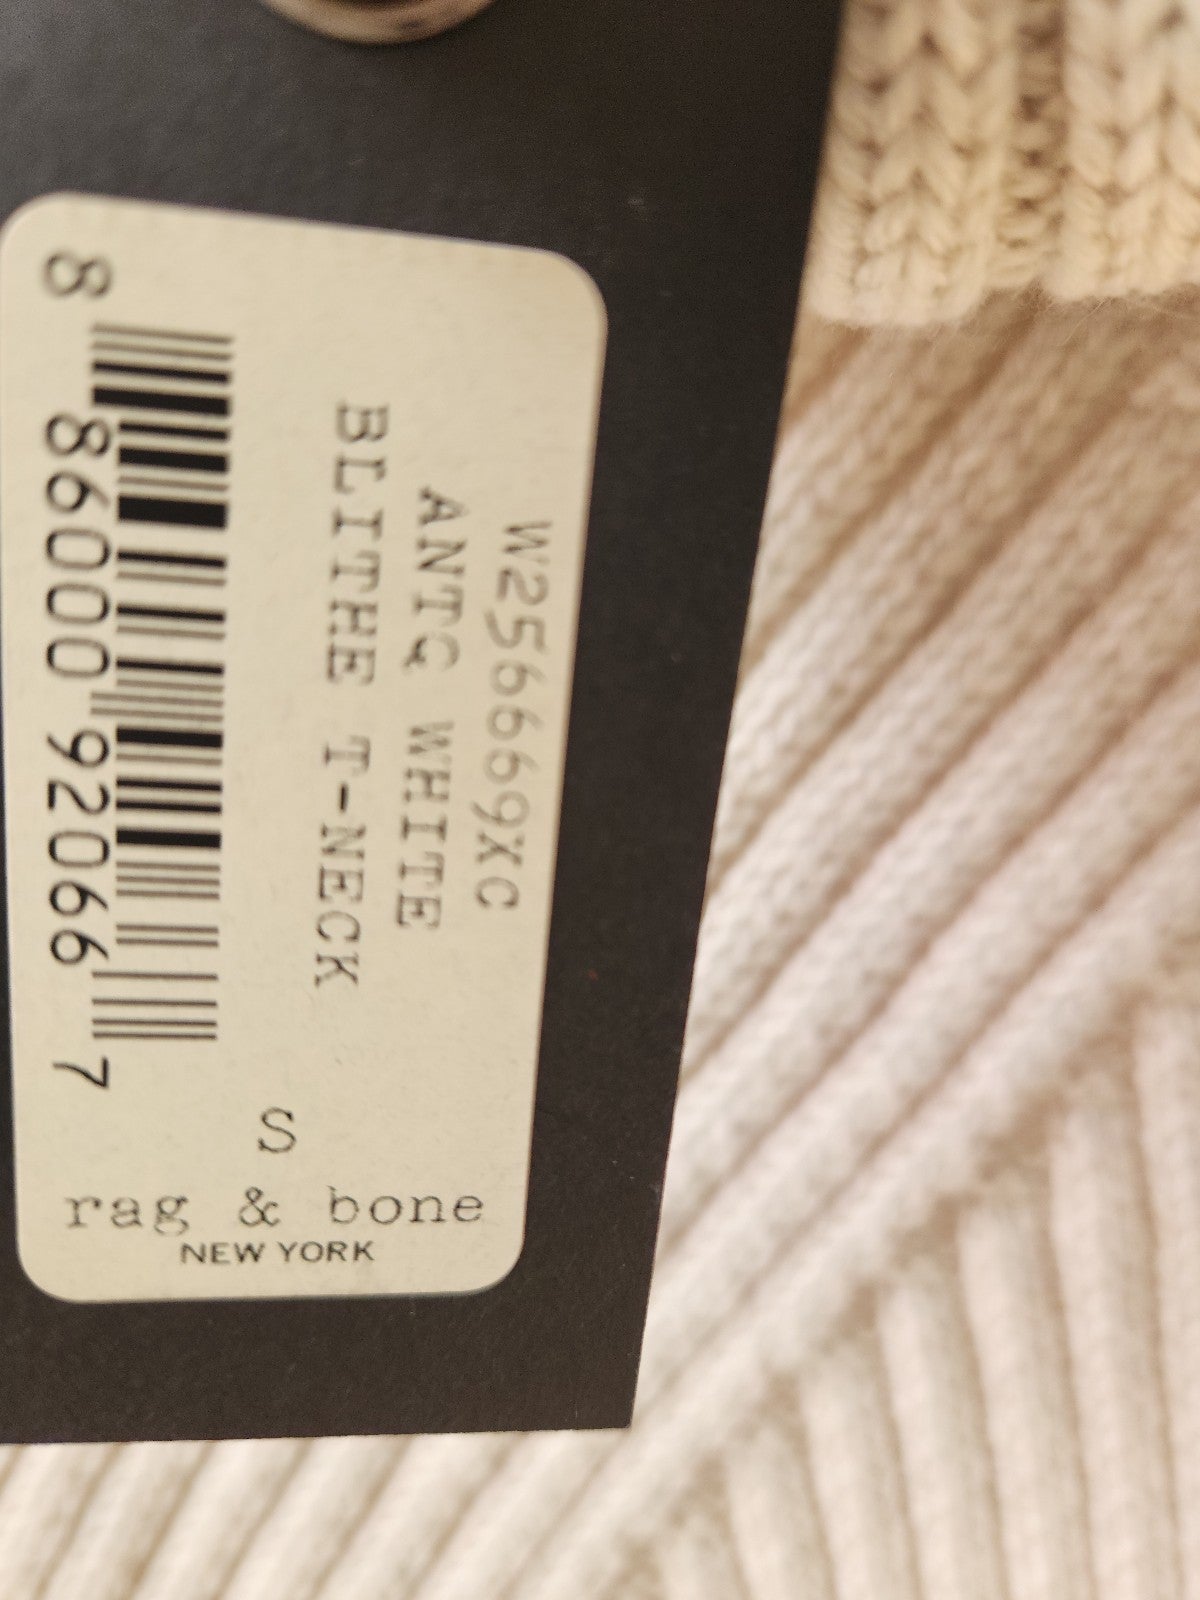 W256669XC
ANTQ WHITE
BLITHE T-NECK
8 86000 92066 7
S
rag & bone
NEW YORK